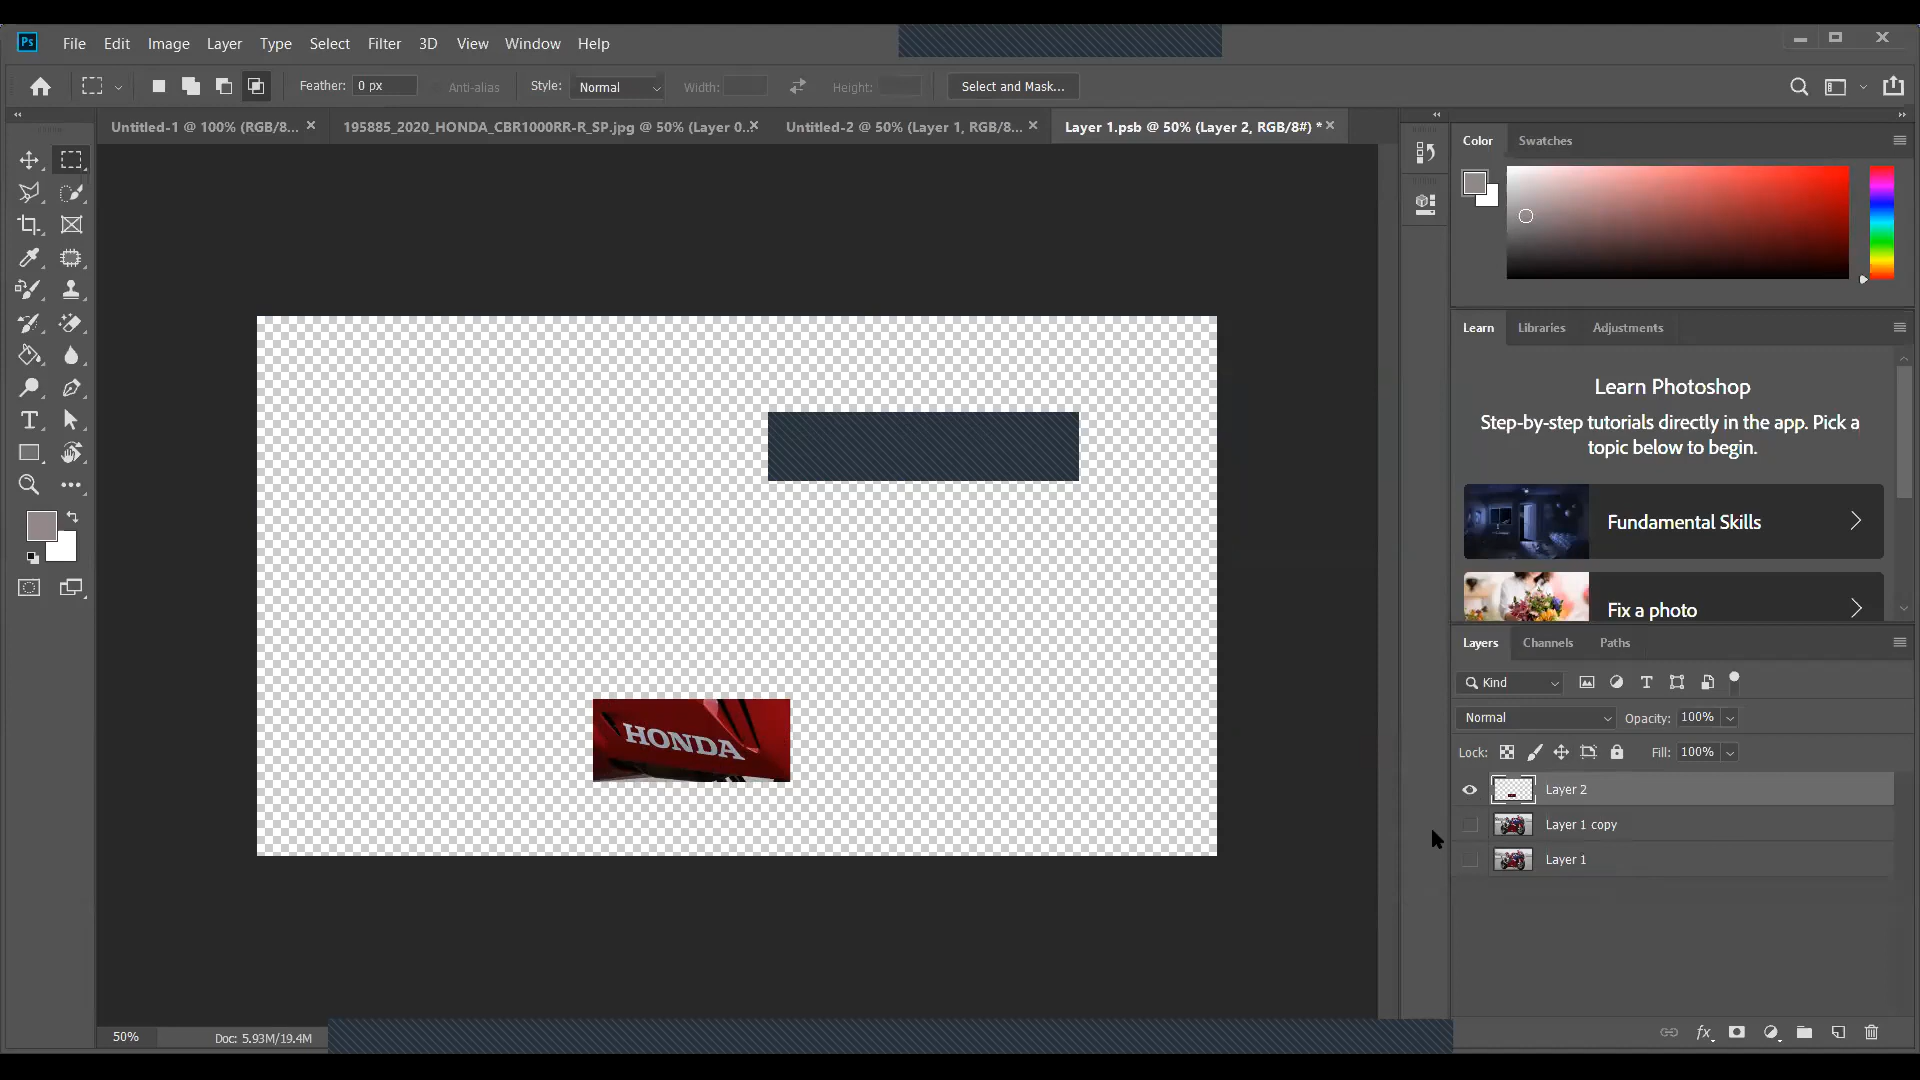 Ps File Edit Image Layer Type Select Filter 3D View Window Help
Feather: 0 px Anti-alias Style: Normal Width: Height: Select and Mask...
Untitled-1 @ 100% (RGB/8... × 195885_2020_HONDA_CBR1000RR-R_SP.jpg @ 50% (Layer 0... × Untitled-2 @ 50% (Layer 1, RGB/8... × Layer 1.psb @ 50% (Layer 2, RGB/8#) * ×
Color Swatches
Learn Libraries Adjustments
Learn Photoshop
Step-by-step tutorials directly in the app. Pick a
topic below to begin.
Fundamental Skills
Fix a photo
HONDA
Layers Channels Paths
Kind
Normal Opacity: 100%
Lock: Fill: 100%
Layer 2
Layer 1 copy
Layer 1
50% Doc: 5.93M/19.4M